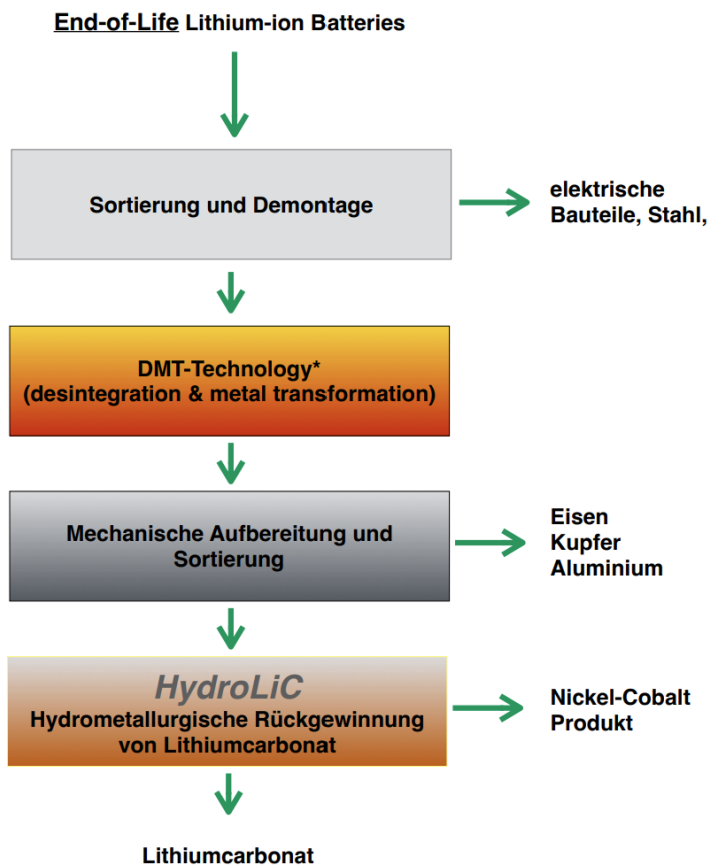 End-of-Life Lithium-ion Batteries
Sortierung und Demontage
elektrische
Bauteile, Stahl,
DMT-Technology*
(desintegration & metal transformation)
Mechanische Aufbereitung und
Sortierung
Eisen
Kupfer
Aluminium
HydroLiC
Hydrometallurgische Rückgewinnung
von Lithiumcarbonat
Nickel-Cobalt
Produkt
Lithiumcarbonat